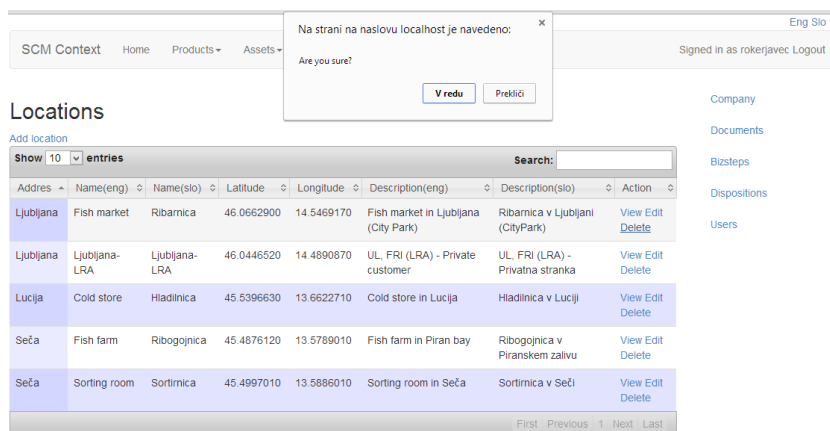 Eng Slo
Na strani na naslovu localhost je navedeno: ×
Are you sure?
V redu Prekliči
SCM Context Home Products Assets Signed in as rokerjavec Logout
Locations
Add location
Show 10 entries Search:
Addres Name(eng) Name(slo) Latitude Longitude Description(eng) Description(slo) Action
Ljubljana Fish market Ribarnica 46.0662900 14.5469170 Fish market in Ljubljana Ribarnica v Ljubljani View Edit
(City Park) (CityPark) Delete
Ljubljana Ljubljana- Ljubljana- 46.0446520 14.4890870 UL, FRI (LRA) - Private UL, FRI (LRA) - View Edit
LRA LRA customer Privatna stranka Delete
Lucija Cold store Hladilnica 45.5396630 13.6622710 Cold store in Lucija Hladilnica v Luciji View Edit
Delete
Seča Fish farm Ribogojnica 45.4876120 13.5789010 Fish farm in Piran bay Ribogojnica v View Edit
Piranskem zalivu Delete
Seča Sorting room Sortirnica 45.4997010 13.5886010 Sorting room in Seča Sortirnica v Seči View Edit
Delete
First Previous 1 Next Last
Company
Documents
Bizsteps
Dispositions
Users